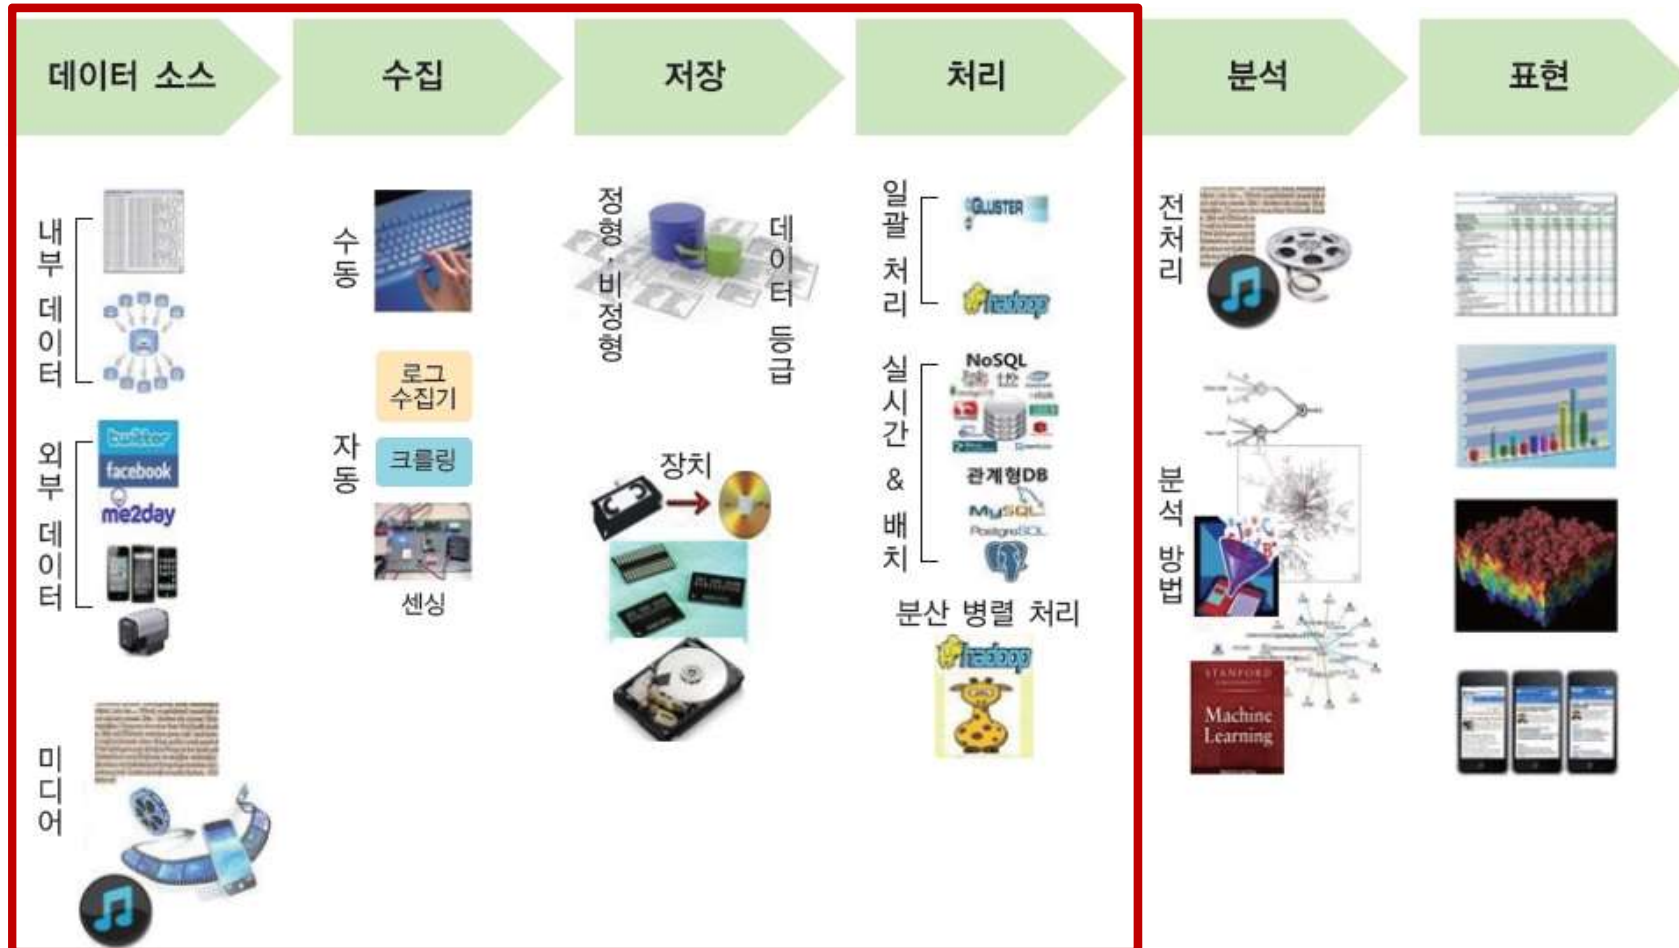 데이터 소스
수집
저장
처리
분석
표현
내부 데이터
외부 데이터
twitter
facebook
me2day
미디어
수동
자동
로그
수집기
크롤링
센싱
정형·비정형
데이터 등급
장치
일괄 처리
GLUSTER
hadoop
실시간 & 배치
NoSQL
관계형DB
MySQL
PostgreSQL
분산 병렬 처리
hadoop
전처리
분석 방법
STANFORD
UNIVERSITY
Machine
Learning